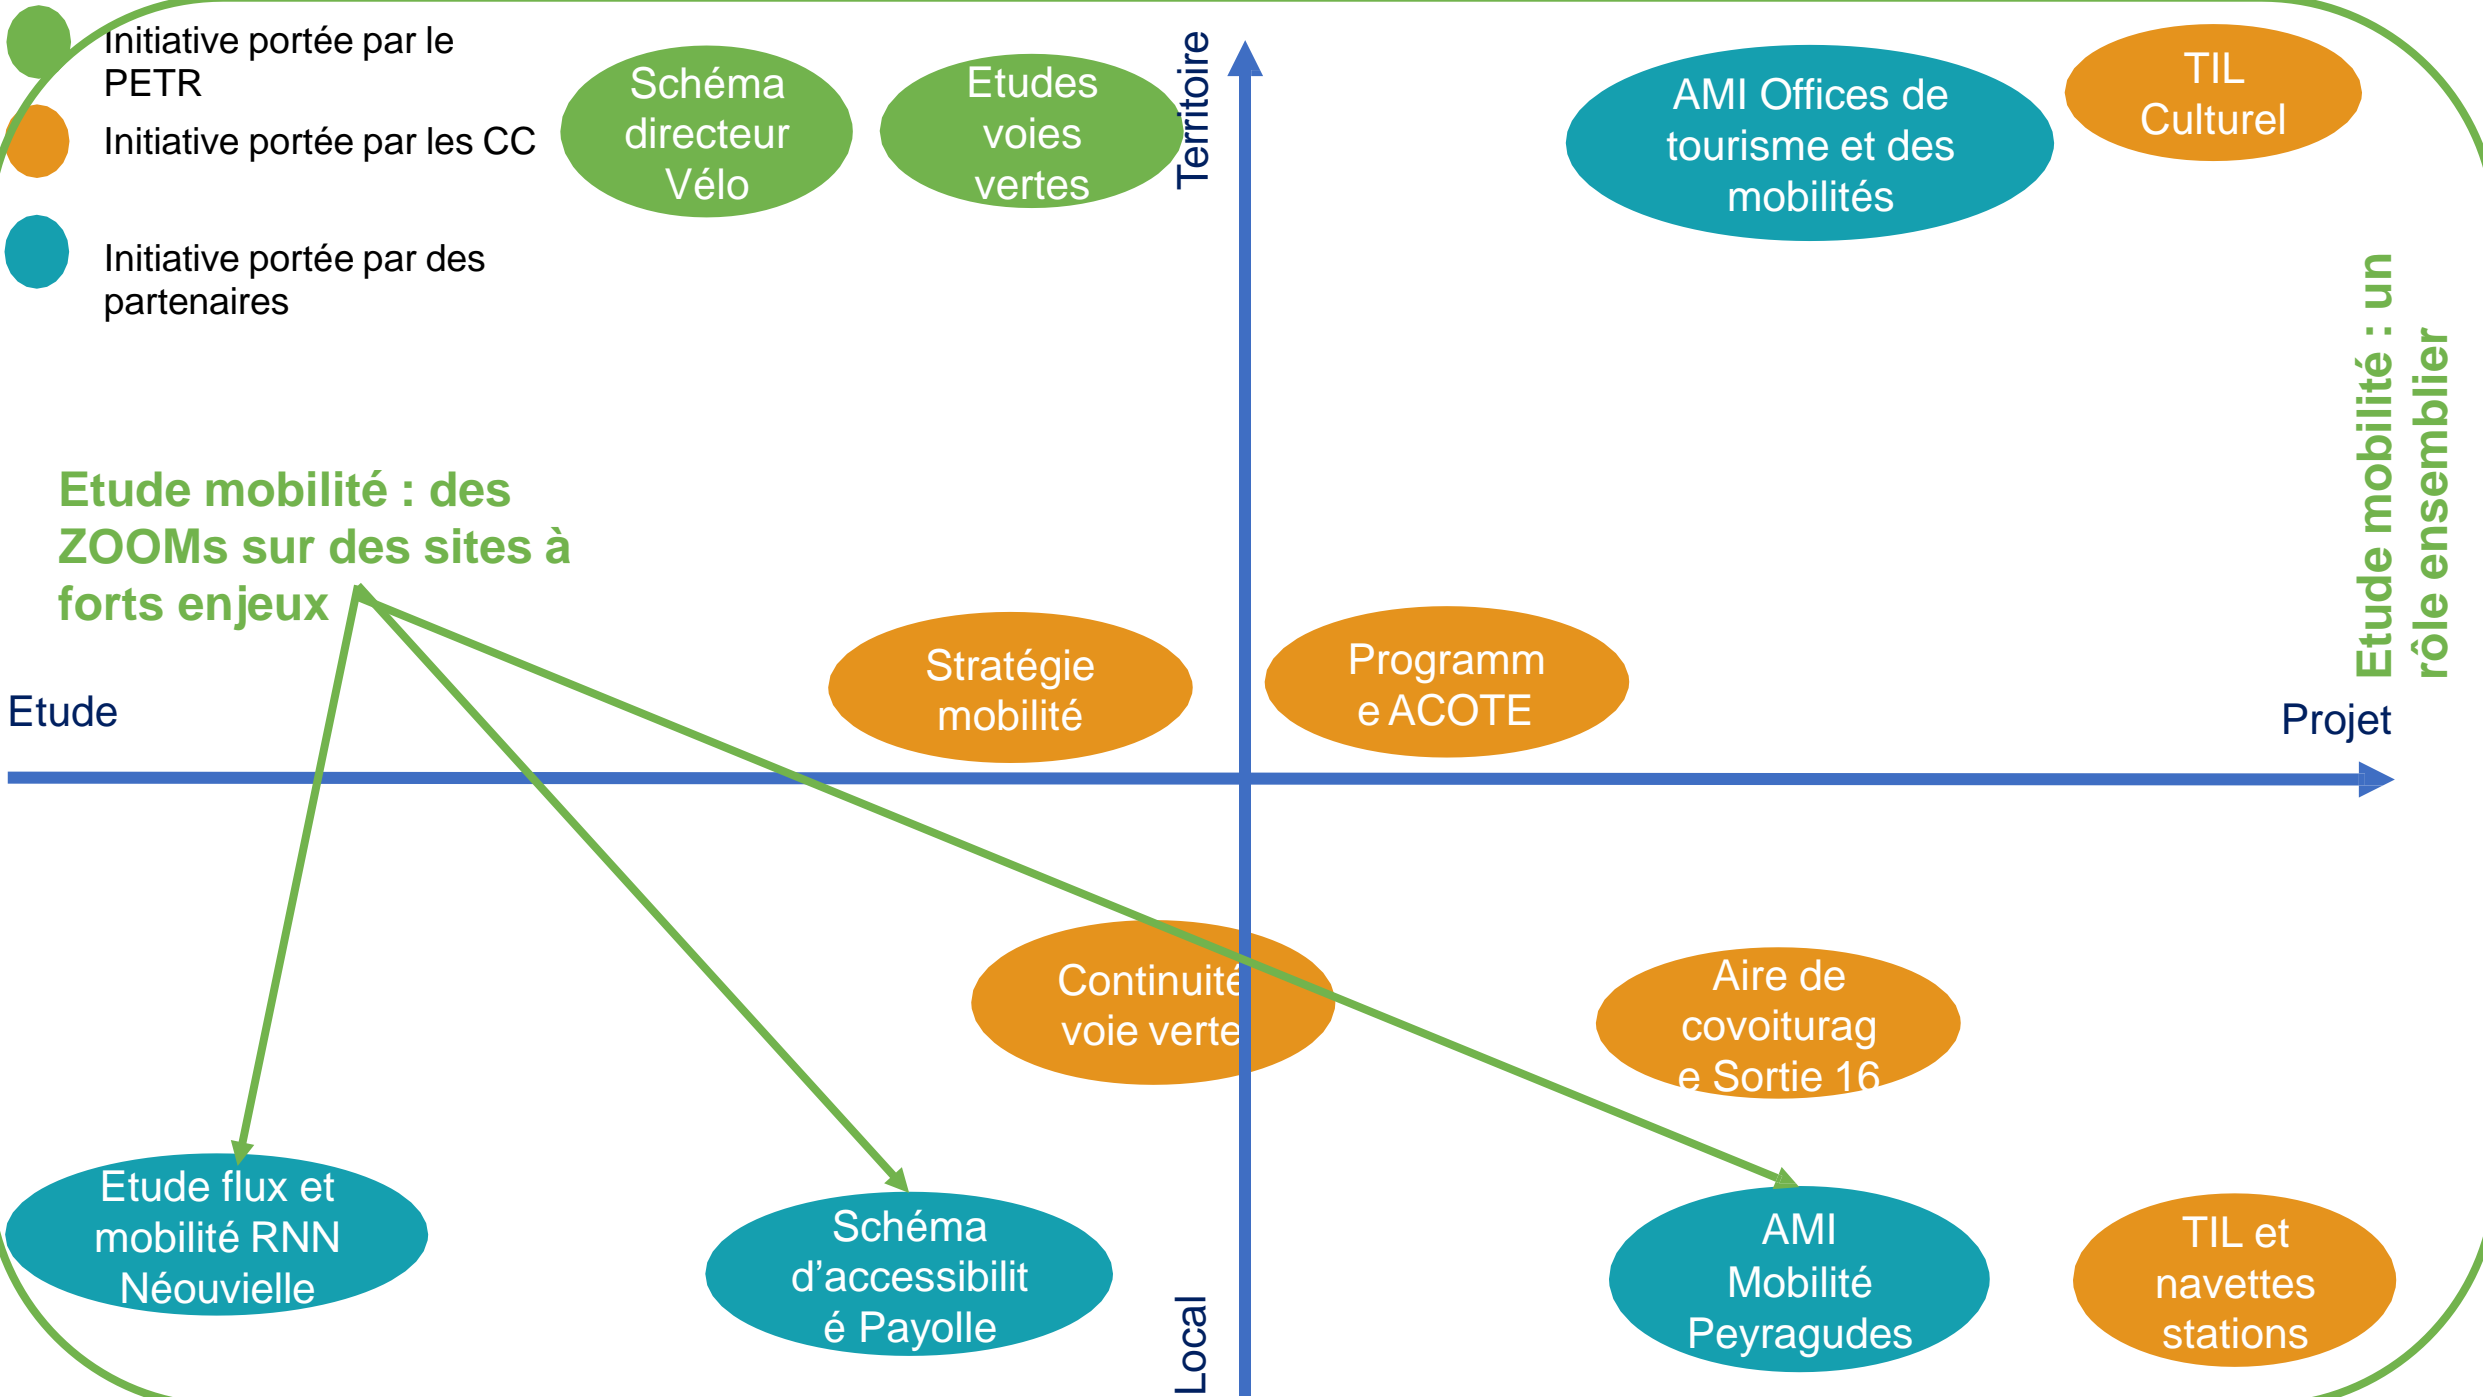 Initiative portée par le
PETR
Initiative portée par les CC
Initiative portée par des
partenaires
Schéma
directeur
Vélo
Etudes
voies
vertes
Territoire
AMI Offices de
tourisme et des
mobilités
TIL
Culturel
Etude mobilité : un
rôle ensemblier
Etude mobilité : des
ZOOMs sur des sites à
forts enjeux
Stratégie
mobilité
Programm
e ACOTE
Etude
Projet
Continuité
voie verte
Aire de
covoiturag
e Sortie 16
Etude flux et
mobilité RNN
Néouvielle
Schéma
d’accessibilit
é Payolle
Local
AMI
Mobilité
Peyragudes
TIL et
navettes
stations